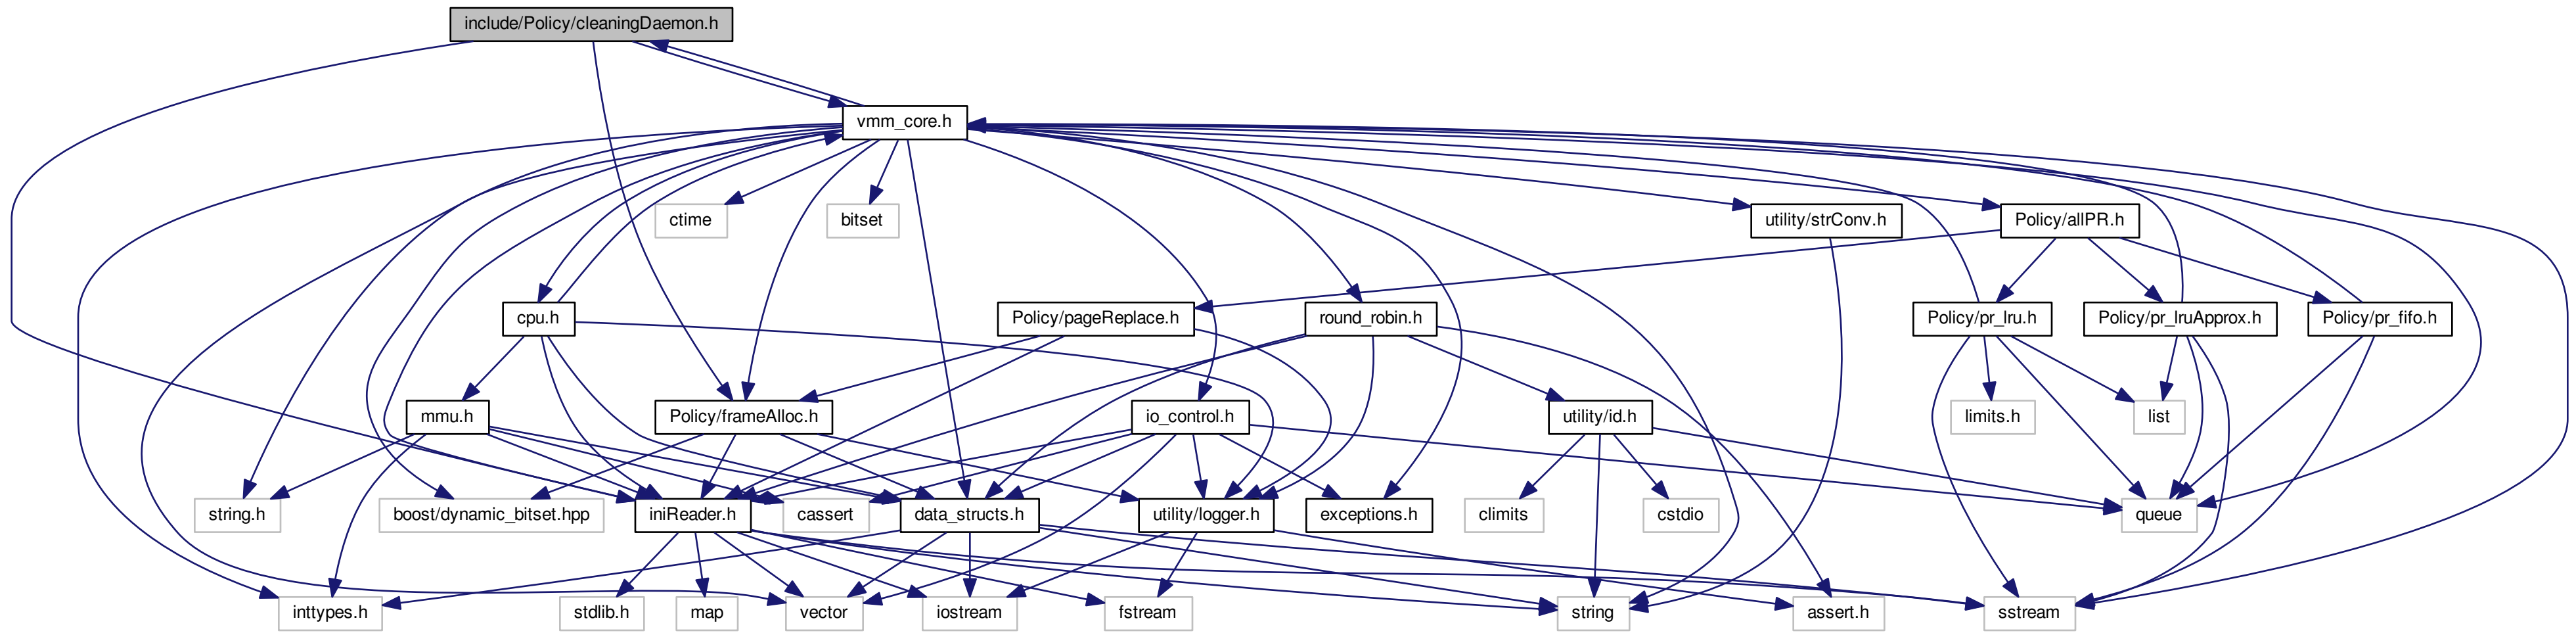 include/Policy/cleaningDaemon.h
vmm_core.h
ctime
bitset
utility/strConv.h
Policy/allPR.h
cpu.h
Policy/pageReplace.h
round_robin.h
Policy/pr_lru.h
Policy/pr_lruApprox.h
Policy/pr_fifo.h
mmu.h
Policy/frameAlloc.h
io_control.h
utility/id.h
limits.h
list
string.h
boost/dynamic_bitset.hpp
iniReader.h
cassert
data_structs.h
utility/logger.h
exceptions.h
climits
cstdio
queue
inttypes.h
stdlib.h
map
vector
iostream
fstream
string
assert.h
sstream